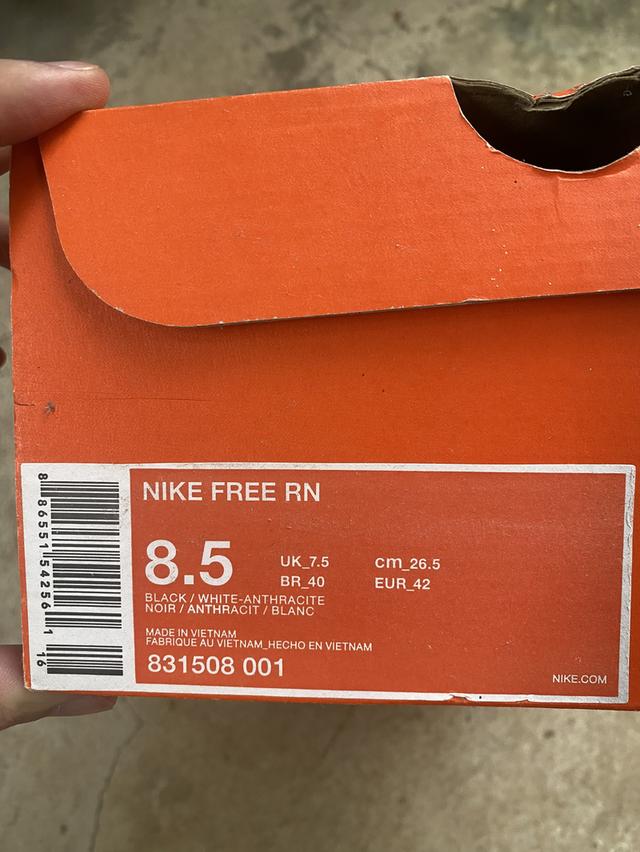 NIKE FREE RN
8.5
UK_7.5 cm_26.5
BR_40 EUR_42
BLACK / WHITE-ANTHRACITE
NOIR / ANTHRACIT / BLANC
MADE IN VIETNAM
FABRIQUE AU VIETNAM_HECHO EN VIETNAM
831508 001
NIKE.COM
8 86551 54256 1 16